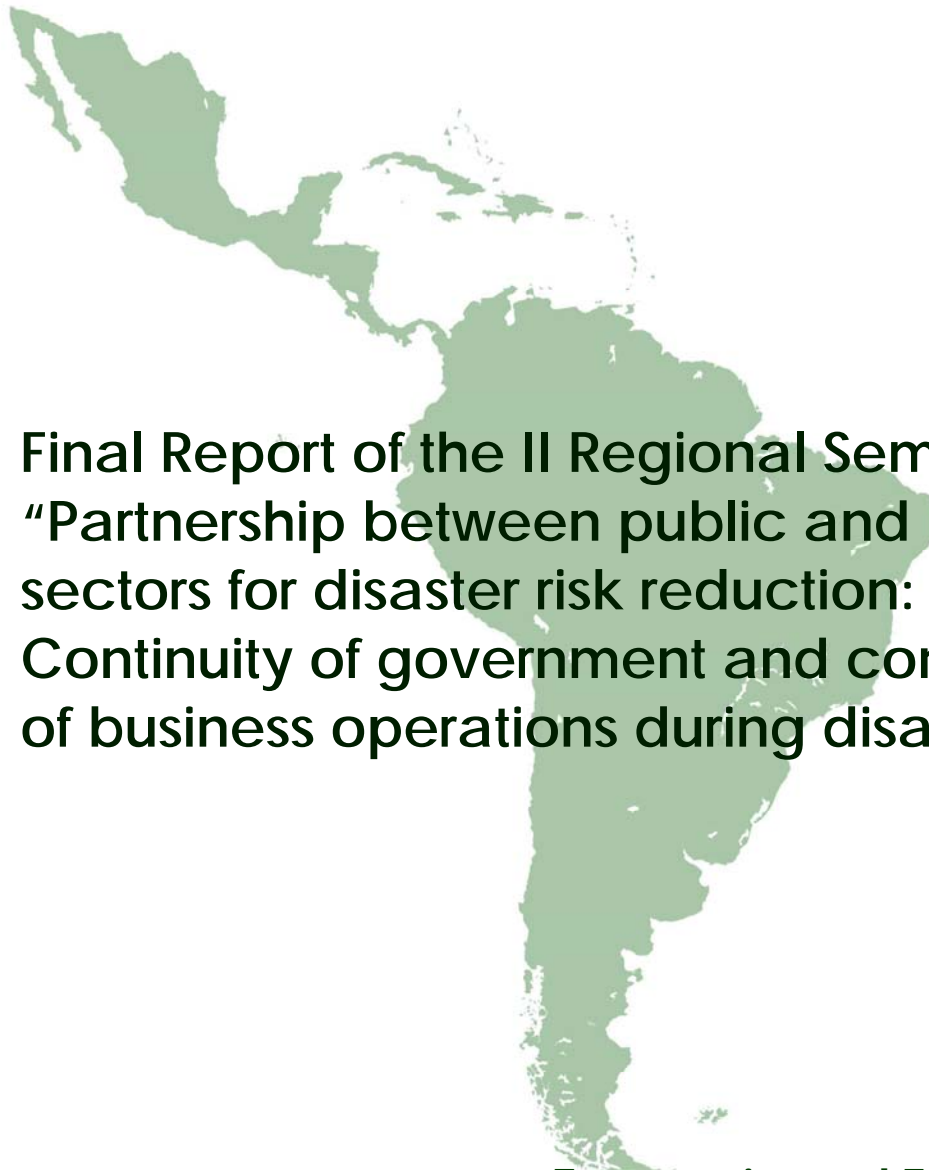 Final Report of the II Regional Sem
“Partnership between public and
sectors for disaster risk reduction:
Continuity of government and con
of business operations during disa